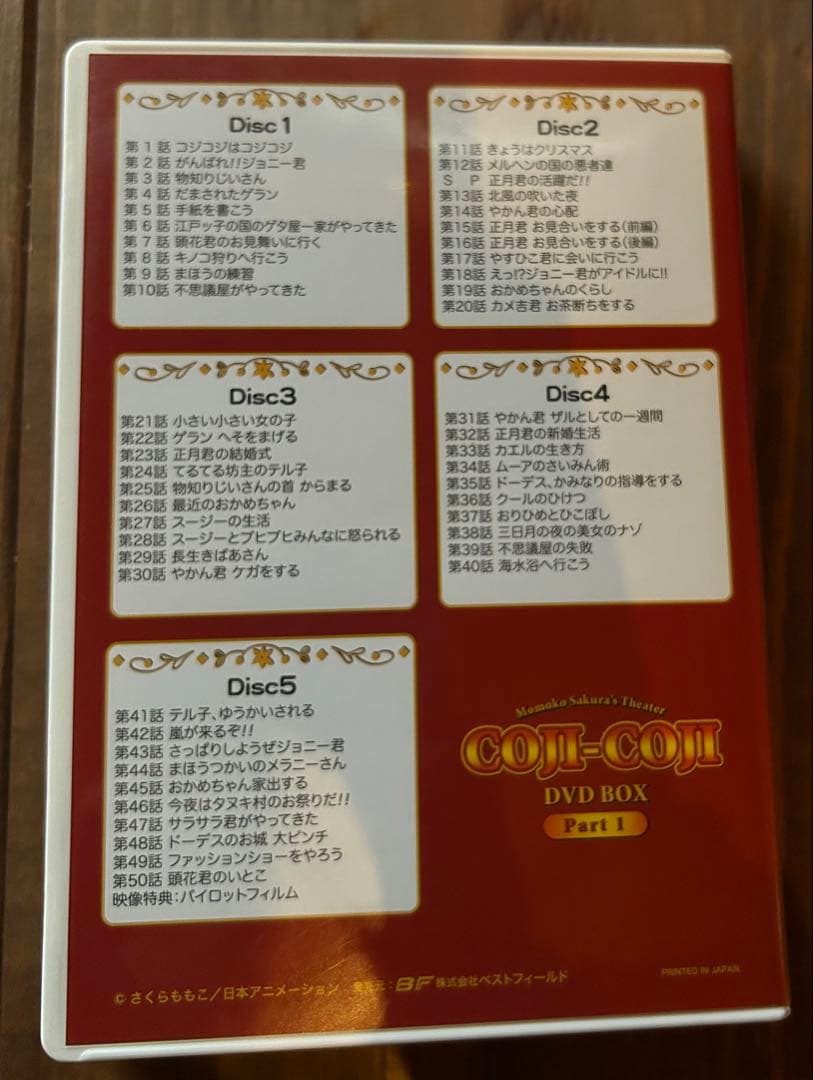 Disc1
第 1 話 コジコジはコジコジ
第 2 話 がんばれ!!ジョニー君
第 3 話 物知りじいさん
第 4 話 だまされたゲラン
第 5 話 手紙を書こう
第 6 話 江戸ッ子の国のゲタ屋一家がやってきた
第 7 話 頭花君のお見舞いに行く
第 8 話 キノコ狩りへ行こう
第 9 話 まほうの練習
第10話 不思議屋がやってきた
Disc2
第11話 きょうはクリスマス
第12話 メルヘンの国の悪者達
S P 正月君の活躍だ!!
第13話 北風の吹いた夜
第14話 やかん君の心配
第15話 正月君 お見合いをする(前編)
第16話 正月君 お見合いをする(後編)
第17話 やすひこ君に会いに行こう
第18話 えっ!?ジョニー君がアイドルに!!
第19話 おかめちゃんのくらし
第20話 カメ吉君 お茶断ちをする
Disc3
第21話 小さい小さい女の子
第22話 ゲラン へそをまげる
第23話 正月君の結婚式
第24話 てるてる坊主のテル子
第25話 物知りじいさんの首 からまる
第26話 最近のおかめちゃん
第27話 スージーの生活
第28話 スージーとブヒブヒみんなに怒られる
第29話 長生きばあさん
第30話 やかん君 ケガをする
Disc4
第31話 やかん君 ザルとしての一週間
第32話 正月君の新婚生活
第33話 カエルの生き方
第34話 ムーアのさいみん術
第35話 ドーデス、かみなりの指導をする
第36話 クールのひけつ
第37話 おりひめとひこぼし
第38話 三日月の夜の美女のナゾ
第39話 不思議屋の失敗
第40話 海水浴へ行こう
Disc5
第41話 テル子、ゆうかいされる
第42話 嵐が来るぞ!!
第43話 さっぱりしようぜジョニー君
第44話 まほうつかいのメラニーさん
第45話 おかめちゃん家出する
第46話 今夜はタヌキ村のお祭りだ!!
第47話 サラサラ君がやってきた
第48話 ドーデスのお城 大ピンチ
第49話 ファッションショーをやろう
第50話 頭花君のいとこ
映像特典:パイロットフィルム
Momoko Sakura's Theater
COJI-COJI
DVD BOX
Part 1
© さくらももこ/日本アニメーション 発売元: BF 株式会社ベストフィールド
PRINTED IN JAPAN.